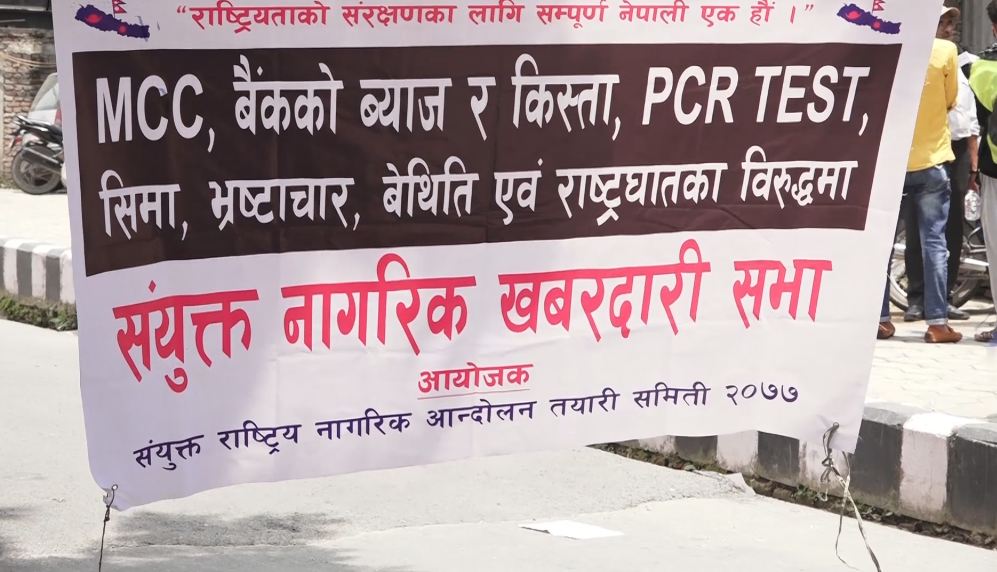 “राष्ट्रियताको संरक्षणका लागि सम्पूर्ण नेपाली एक हौं ।”
MCC, बैंकको ब्याज र किस्ता, PCR TEST,
सिमा, भ्रष्टाचार, बेथिति एवं राष्ट्रघातका विरुद्धमा
संयुक्त नागरिक खबरदारी सभा
आयोजक
संयुक्त राष्ट्रिय नागरिक आन्दोलन तयारी समिती २०७७